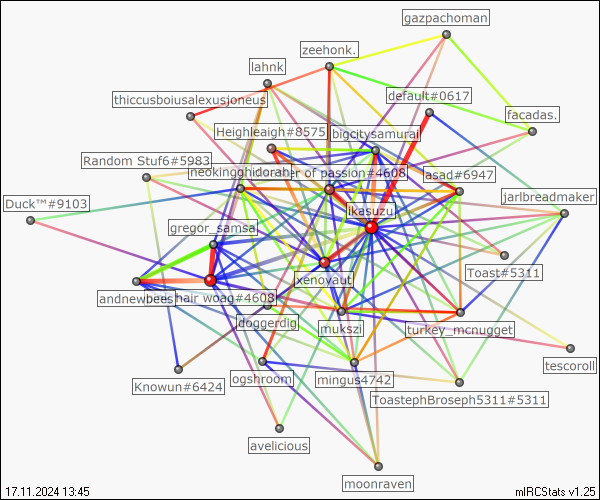 gazpachoman
zeehonk.
lahnk
default#0617
thiccusboiusalexusjoneus
facadas.
Heighleaigh#8575
bigcitysamurai
Random Stuf6#5983
neokingghidorah
her of passion#4608
lasad#6947
jarlbreadmaker
Duck™#9103
ikasuzu
gregor_samsa
xenovaut
Toast#5311
andnewbees
hair woag#4608
doggerdig
mukszi
turkey_mcnugget
tescoroll
Knowun#6424
ogshroom
mingus4742
ToastephBroseph5311#5311
avelicious
moonraven
17.11.2024 13:45
mIRCStats v1.25